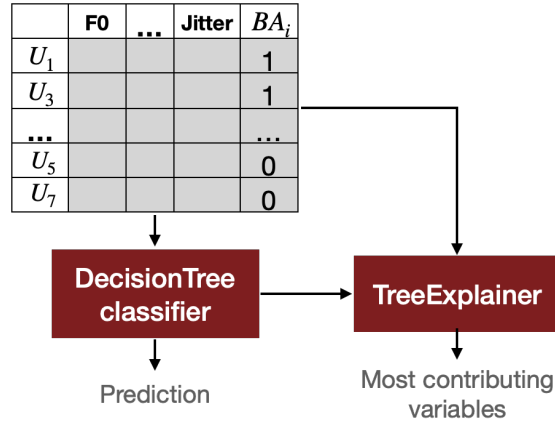 F0 ... Jitter BA_i
U_1 1
U_3 1
... ...
U_5 0
U_7 0
DecisionTree
classifier
TreeExplainer
Prediction
Most contributing
variables